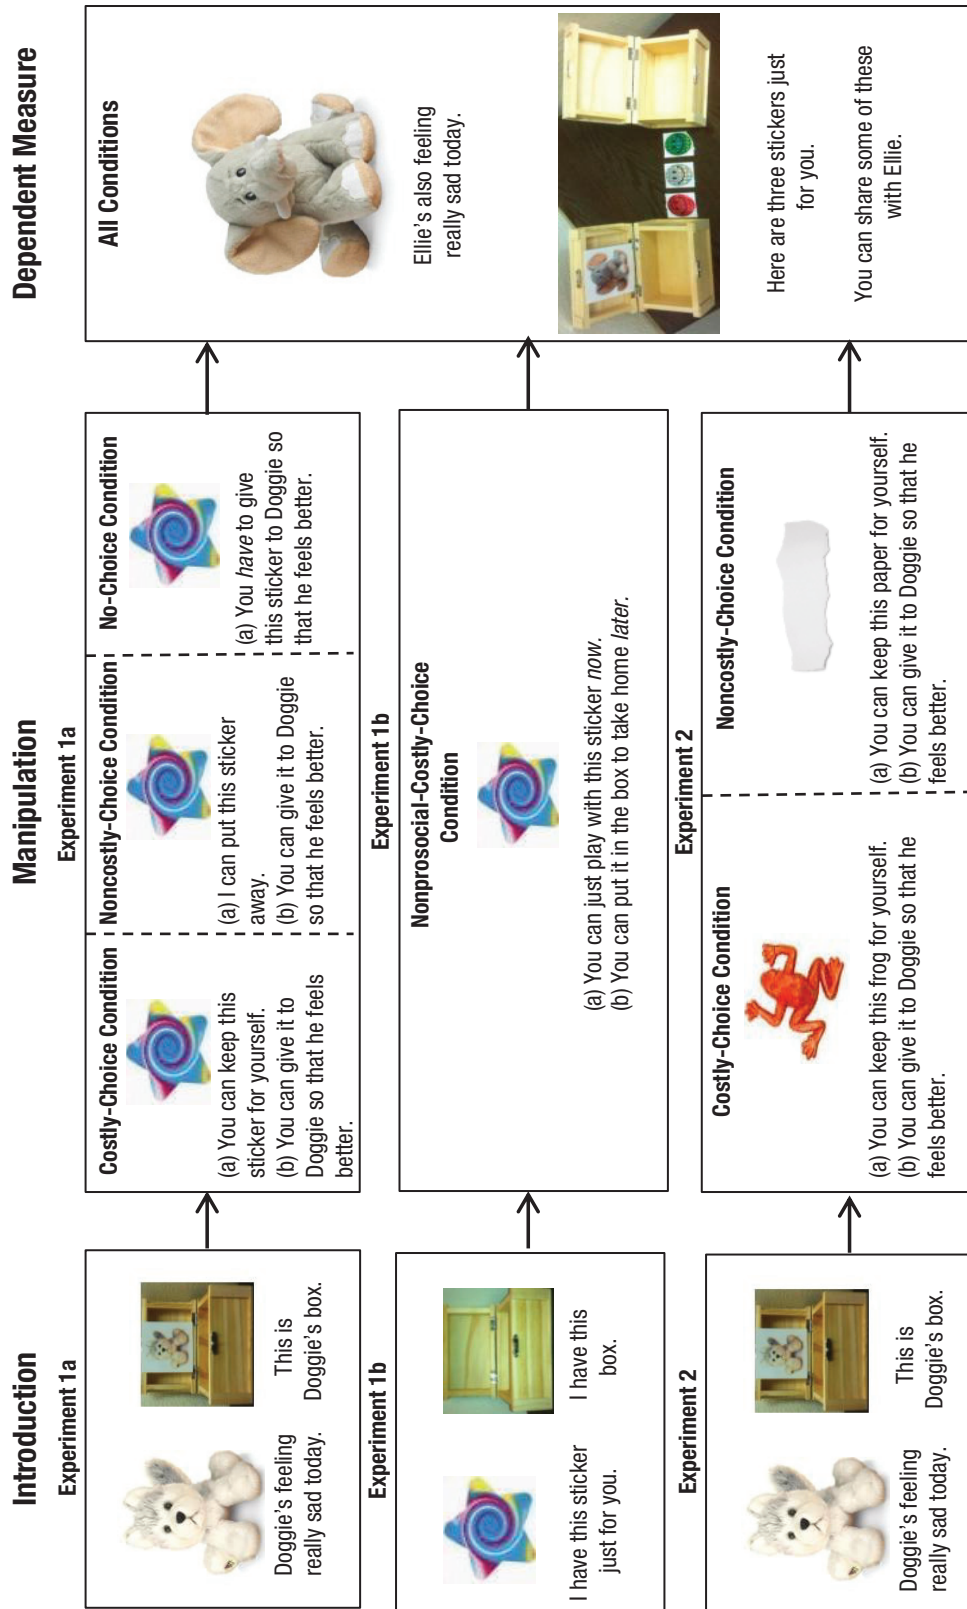 Introduction
Experiment 1a
Doggie's feeling
really sad today.
This is
Doggie's box.
Experiment 1b
I have this sticker
just for you.
I have this
box.
Experiment 2
Doggie's feeling
really sad today.
This is
Doggie's box.
Manipulation
Experiment 1a
Costly-Choice Condition
(a) You can keep this
sticker for yourself.
(b) You can give it to
Doggie so that he feels
better.
Noncostly-Choice Condition
(a) I can put this sticker
away.
(b) You can give it to Doggie
so that he feels better.
No-Choice Condition
(a) You have to give
this sticker to Doggie so
that he feels better.
Experiment 1b
Nonprosocial-Costly-Choice
Condition
(a) You can just play with this sticker now.
(b) You can put it in the box to take home later.
Experiment 2
Costly-Choice Condition
(a) You can keep this frog for yourself.
(b) You can give it to Doggie so that he
feels better.
Noncostly-Choice Condition
(a) You can keep this paper for yourself.
(b) You can give it to Doggie so that he
feels better.
Dependent Measure
All Conditions
Ellie's also feeling
really sad today.
Here are three stickers just
for you.
You can share some of these
with Ellie.